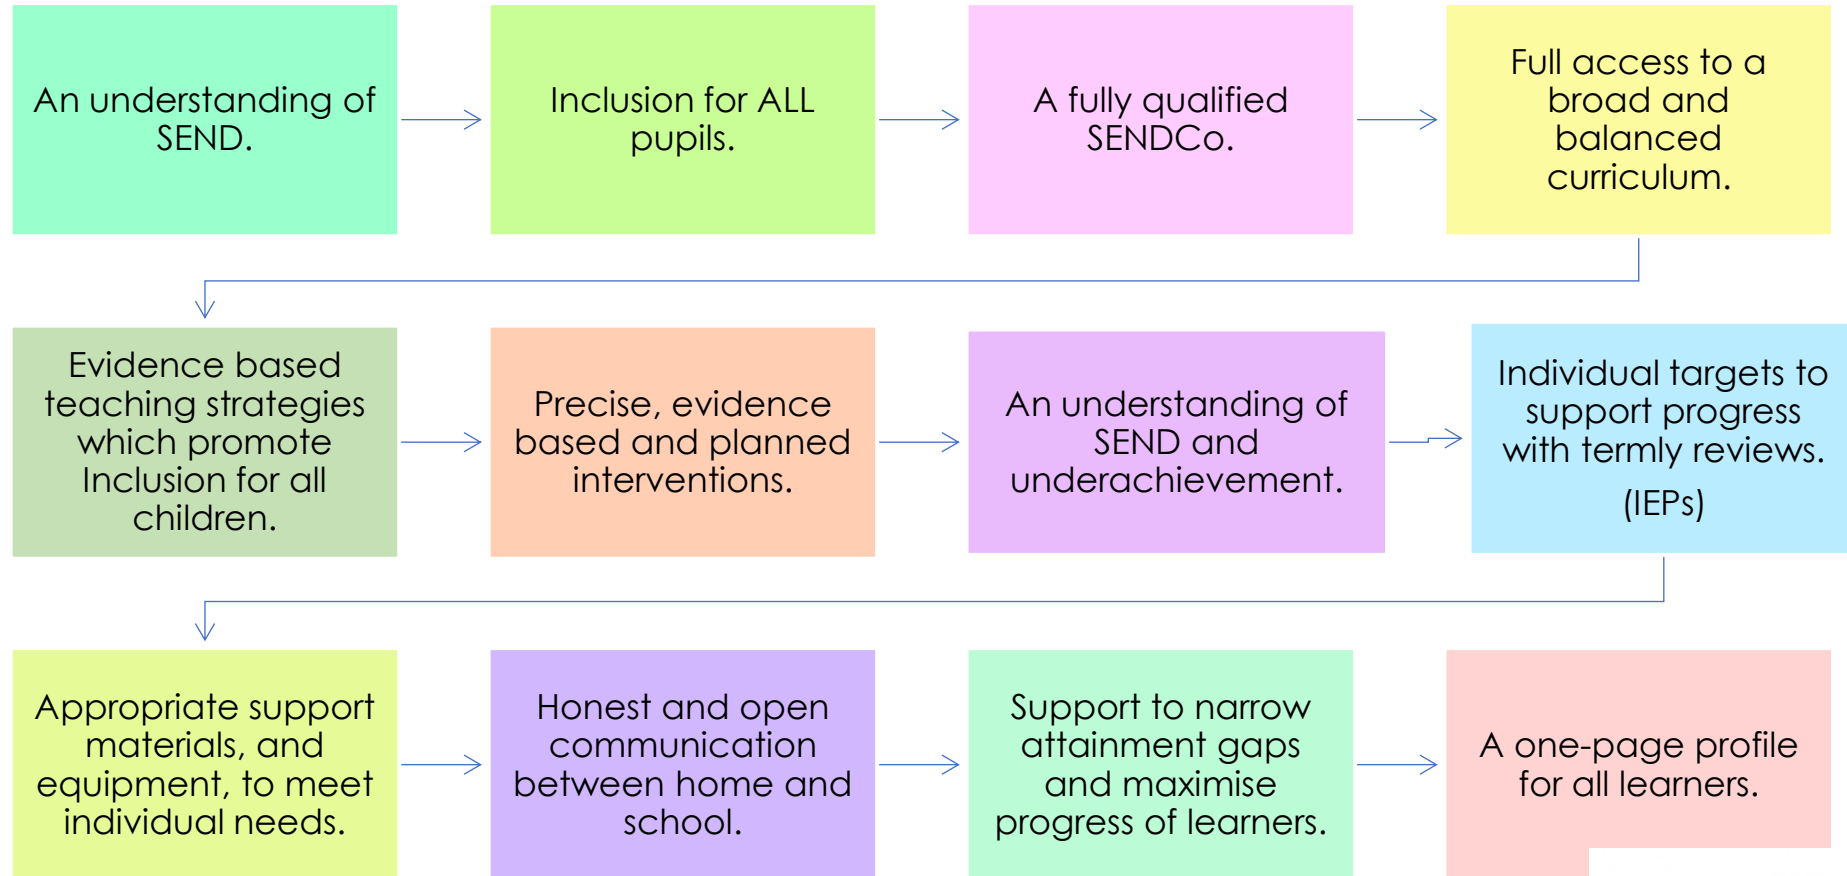 An understanding of
SEND.
Inclusion for ALL
pupils.
A fully qualified
SENDCo.
Full access to a
broad and
balanced
curriculum.
Evidence based
teaching strategies
which promote
Inclusion for all
children.
Precise, evidence
based and planned
interventions.
An understanding of
SEND and
underachievement.
Individual targets to
support progress
with termly reviews.
(IEPs)
Appropriate support
materials, and
equipment, to meet
individual needs.
Honest and open
communication
between home and
school.
Support to narrow
attainment gaps
and maximise
progress of learners.
A one-page profile
for all learners.